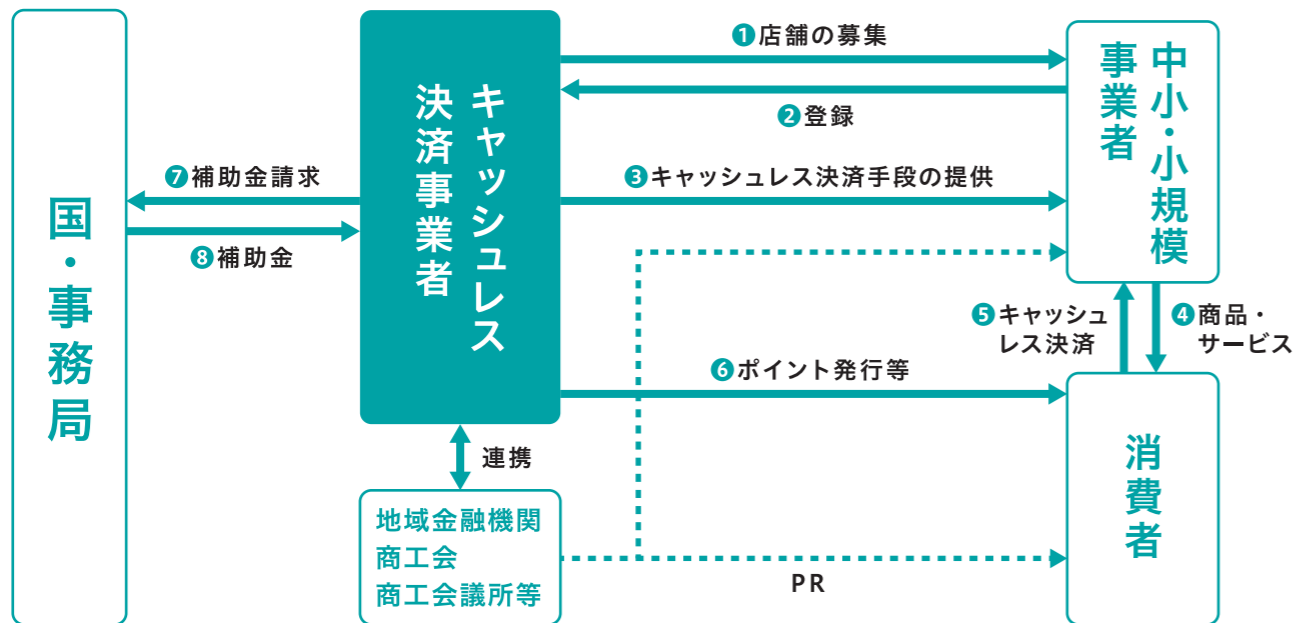 国・事務局
キャッシュレス
決済事業者
中小・小規模
事業者
❶店舗の募集
❷登録
❸キャッシュレス決済手段の提供
❼補助金請求
❽補助金
❺キャッシュ
レス決済
❹商品・
サービス
❻ポイント発行等
連携
地域金融機関
商工会
商工会議所等
PR
消費者